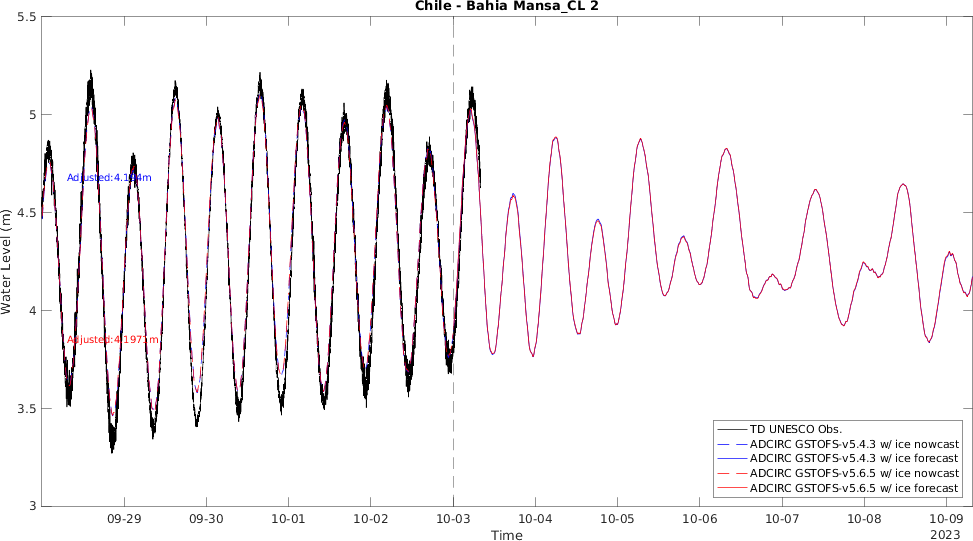 Chile - Bahia Mansa_CL 2
5.5
5
4.5
4
3.5
3
Water Level (m)
Adjusted:4.194m
Adjusted:4.1971m
TD UNESCO Obs.
ADCIRC GSTOFS-v5.4.3 w/ ice nowcast
ADCIRC GSTOFS-v5.4.3 w/ ice forecast
ADCIRC GSTOFS-v5.6.5 w/ ice nowcast
ADCIRC GSTOFS-v5.6.5 w/ ice forecast
09-29 09-30 10-01 10-02 10-03 10-04 10-05 10-06 10-07 10-08 10-09
2023
Time